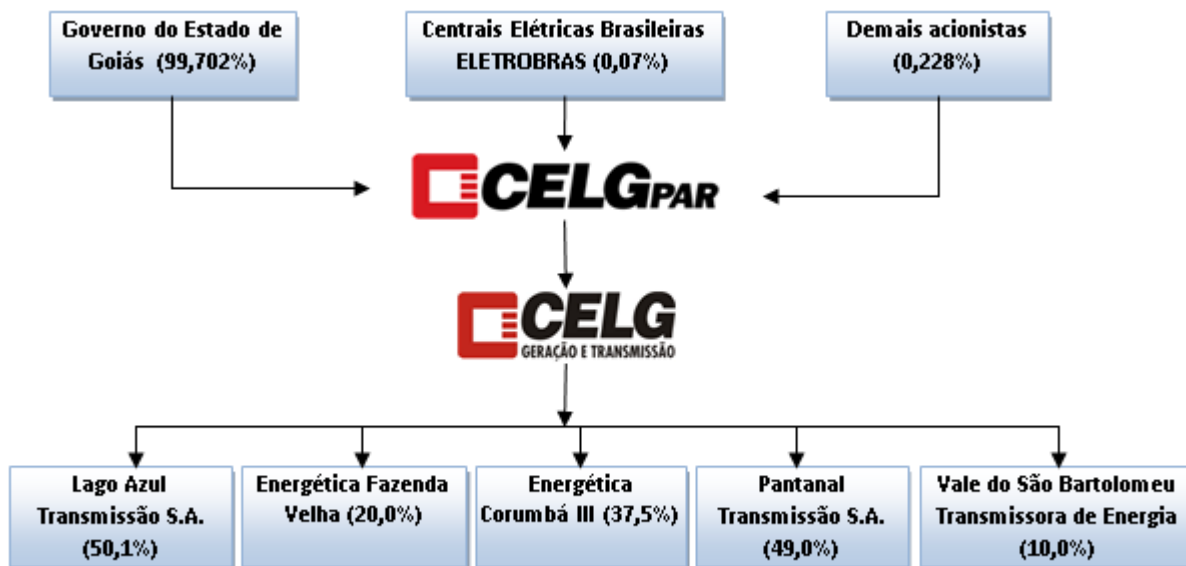 Governo do Estado de
Goiás (99,702%)
Centrais Elétricas Brasileiras
ELETROBRAS (0,07%)
Demais acionistas
(0,228%)
CELGPAR
CELG
GERAÇÃO E TRANSMISSÃO
Lago Azul
Transmissão S.A.
(50,1%)
Energética Fazenda
Velha (20,0%)
Energética
Corumbá III (37,5%)
Pantanal
Transmissão S.A.
(49,0%)
Vale do São Bartolomeu
Transmissora de Energia
(10,0%)